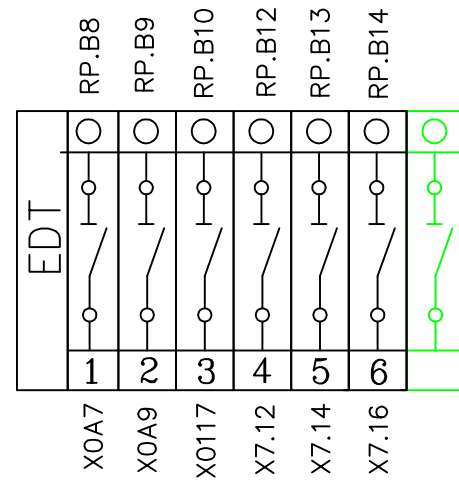 RP.B8
RP.B9
RP.B10
RP.B12
RP.B13
RP.B14
EDT
1
2
3
4
5
6
X0A7
X0A9
X0117
X7.12
X7.14
X7.16